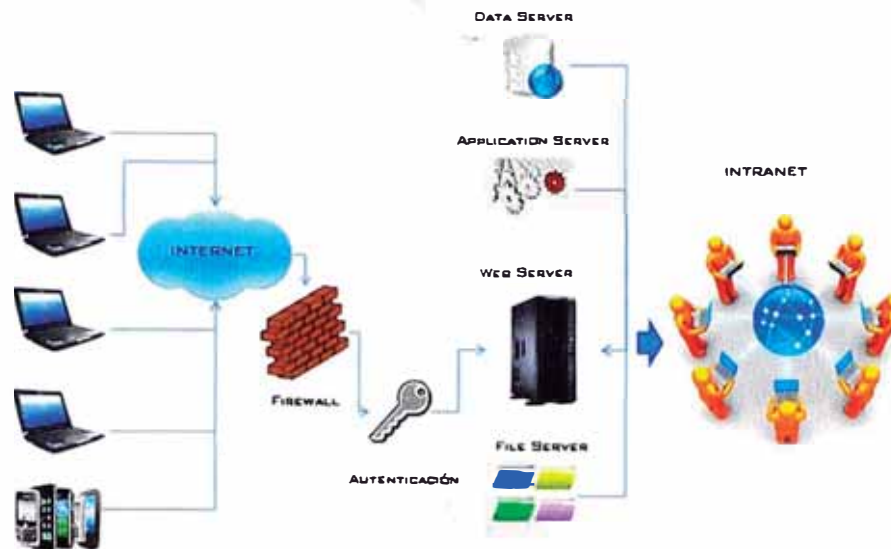 DATA SERVER
APPLICATION SERVER
INTRANET
INTERNET
WEB SERVER
FIREWALL
FILE SERVER
AUTENTICACIÓN